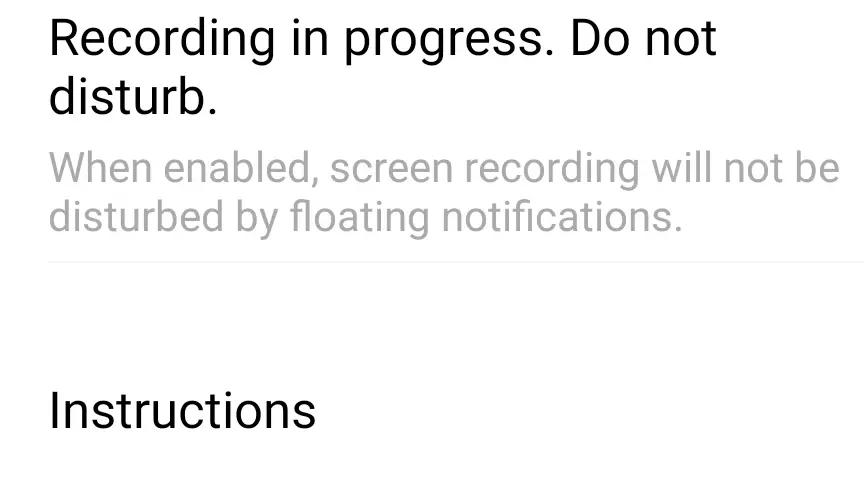 Recording in progress. Do not
disturb.
When enabled, screen recording will not be
disturbed by floating notifications.
Instructions